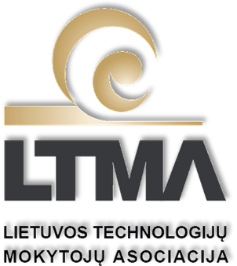 LTMA
LIETUVOS TECHNOLOGIJŲ
MOKYTOJŲ ASOCIACIJA